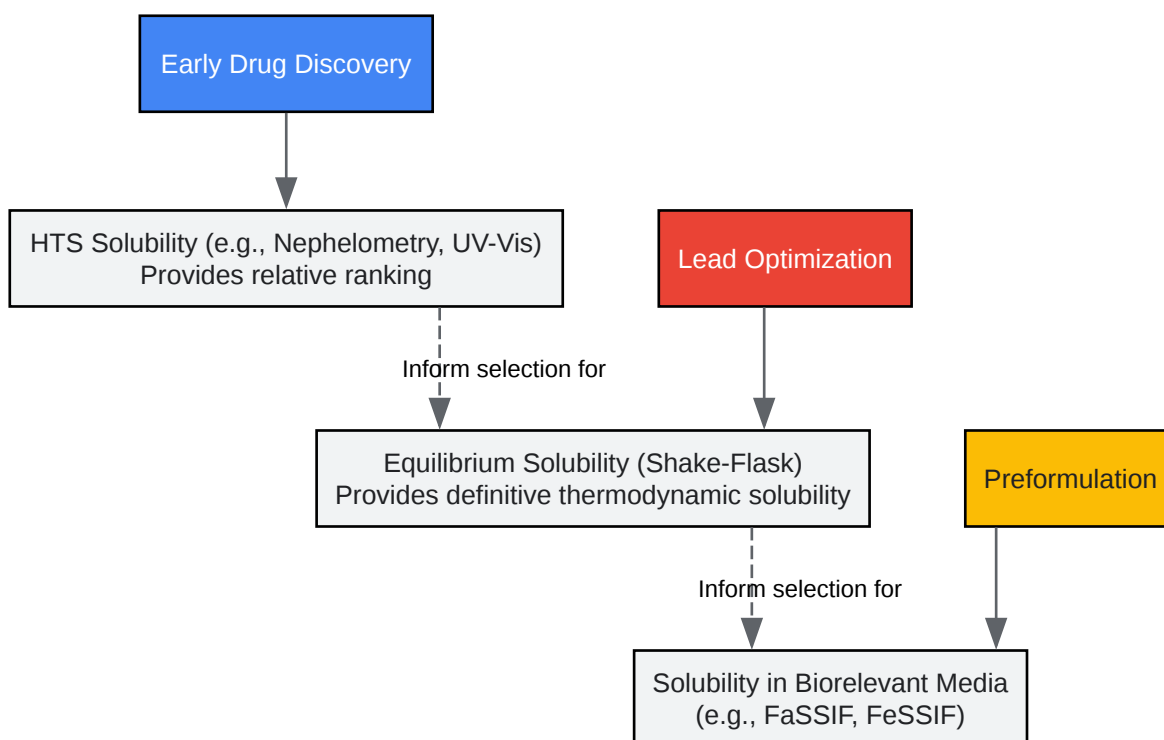 Early Drug Discovery
HTS Solubility (e.g., Nephelometry, UV-Vis)
Provides relative ranking
Lead Optimization
Inform selection for
Equilibrium Solubility (Shake-Flask)
Provides definitive thermodynamic solubility
Preformulation
Inform selection for
Solubility in Biorelevant Media
(e.g., FaSSIF, FeSSIF)